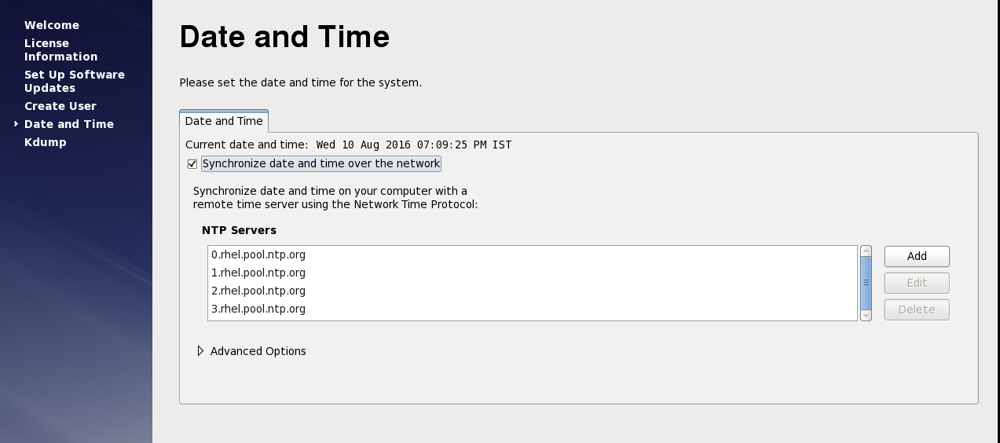 Welcome
License
Information
Set Up Software
Updates
Create User
Date and Time
Kdump
Date and Time
Please set the date and time for the system.
Date and Time
Current date and time: Wed 10 Aug 2016 07:09:25 PM IST
Synchronize date and time over the network
Synchronize date and time on your computer with a
remote time server using the Network Time Protocol:
NTP Servers
0.rhel.pool.ntp.org
1.rhel.pool.ntp.org
2.rhel.pool.ntp.org
3.rhel.pool.ntp.org
Add
Edit
Delete
Advanced Options